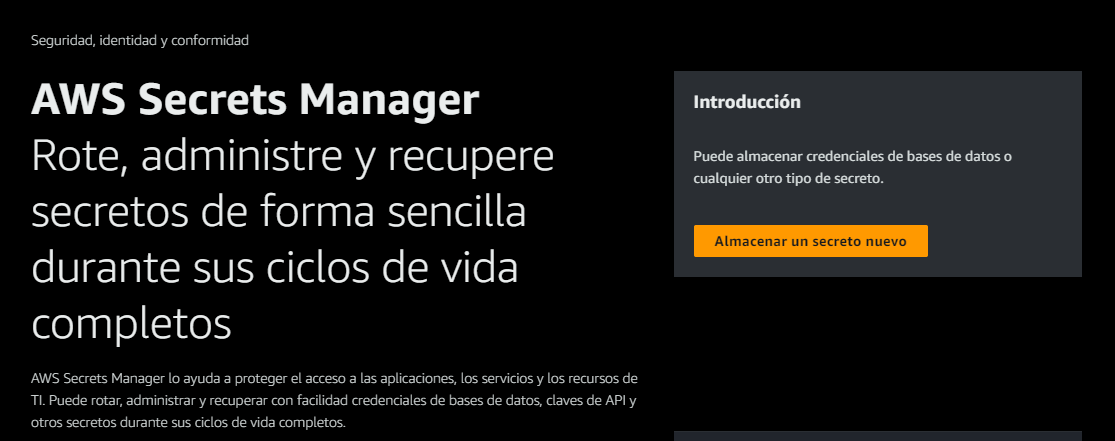 Seguridad, identidad y conformidad
AWS Secrets Manager
Rote, administre y recupere
secretos de forma sencilla
durante sus ciclos de vida
completos
AWS Secrets Manager lo ayuda a proteger el acceso a las aplicaciones, los servicios y los recursos de
TI. Puede rotar, administrar y recuperar con facilidad credenciales de bases de datos, claves de API y
otros secretos durante sus ciclos de vida completos.
Introducción
Puede almacenar credenciales de bases de datos o
cualquier otro tipo de secreto.
Almacenar un secreto nuevo